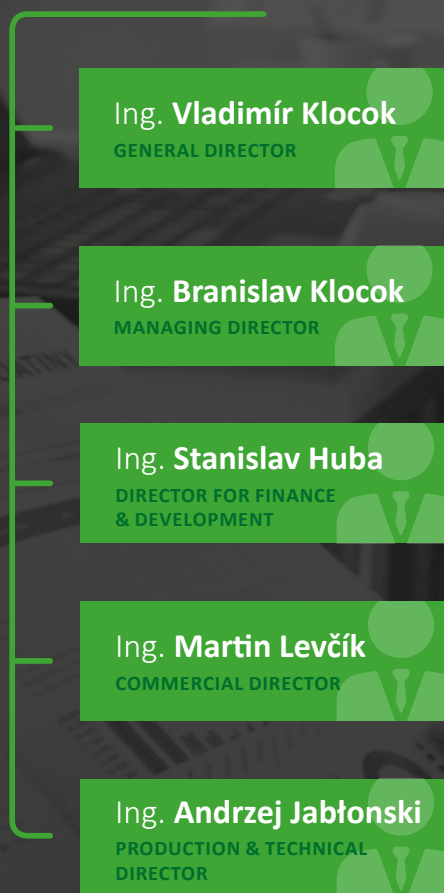 Ing. Vladimír Klocok
GENERAL DIRECTOR
Ing. Branislav Klocok
MANAGING DIRECTOR
Ing. Stanislav Huba
DIRECTOR FOR FINANCE
& DEVELOPMENT
Ing. Martin Levčík
COMMERCIAL DIRECTOR
Ing. Andrzej Jabłonski
PRODUCTION & TECHNICAL
DIRECTOR